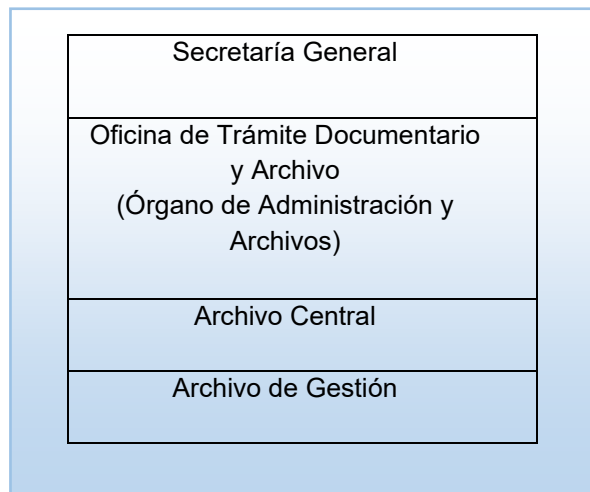 Secretaría General
Oficina de Trámite Documentario
y Archivo
(Órgano de Administración y
Archivos)
Archivo Central
Archivo de Gestión